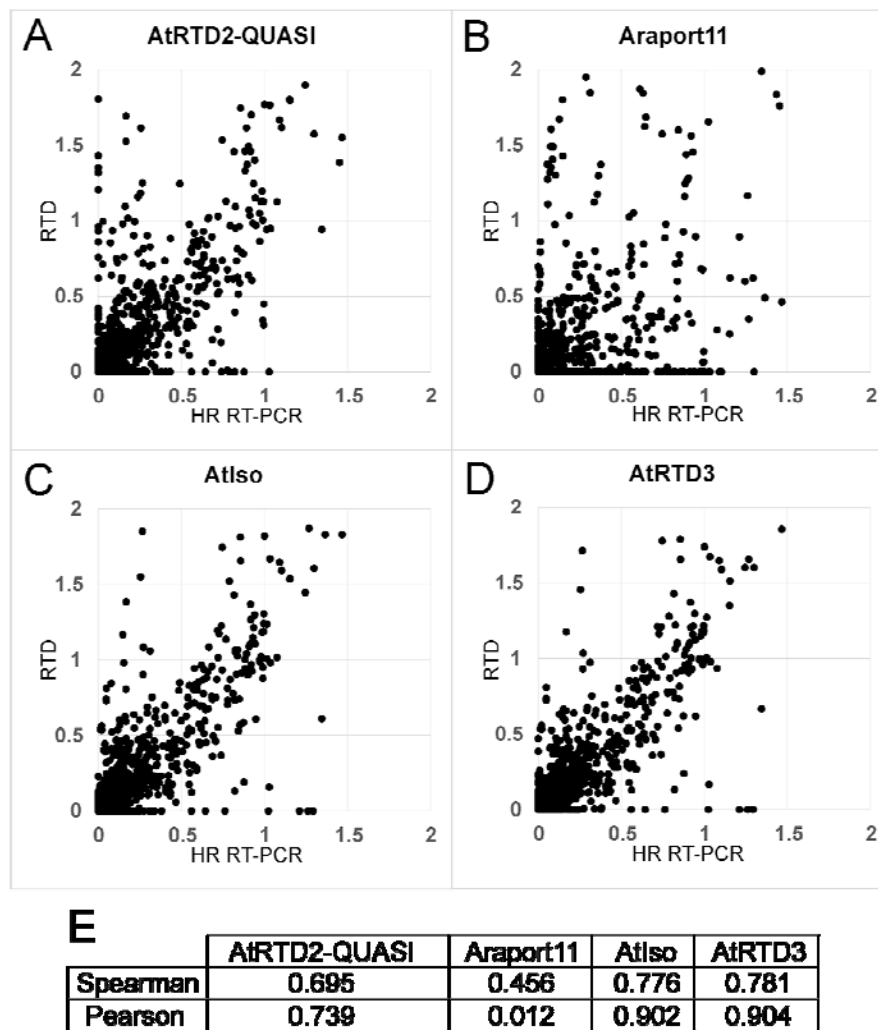 A
AtRTD2-QUASI
2
1.5
1
0.5
0
RTD
0 0.5 1 1.5 2
HR RT-PCR
B
Araport11
2
1.5
1
0.5
0
RTD
0 0.5 1 1.5 2
HR RT-PCR
C
AtIso
2
1.5
1
0.5
0
RTD
0 0.5 1 1.5 2
HR RT-PCR
D
AtRTD3
2
1.5
1
0.5
0
RTD
0 0.5 1 1.5 2
HR RT-PCR
E
AtRTD2-QUASI Araport11 AtIso AtRTD3
Spearman 0.695 0.456 0.776 0.781
Pearson 0.739 0.012 0.902 0.904